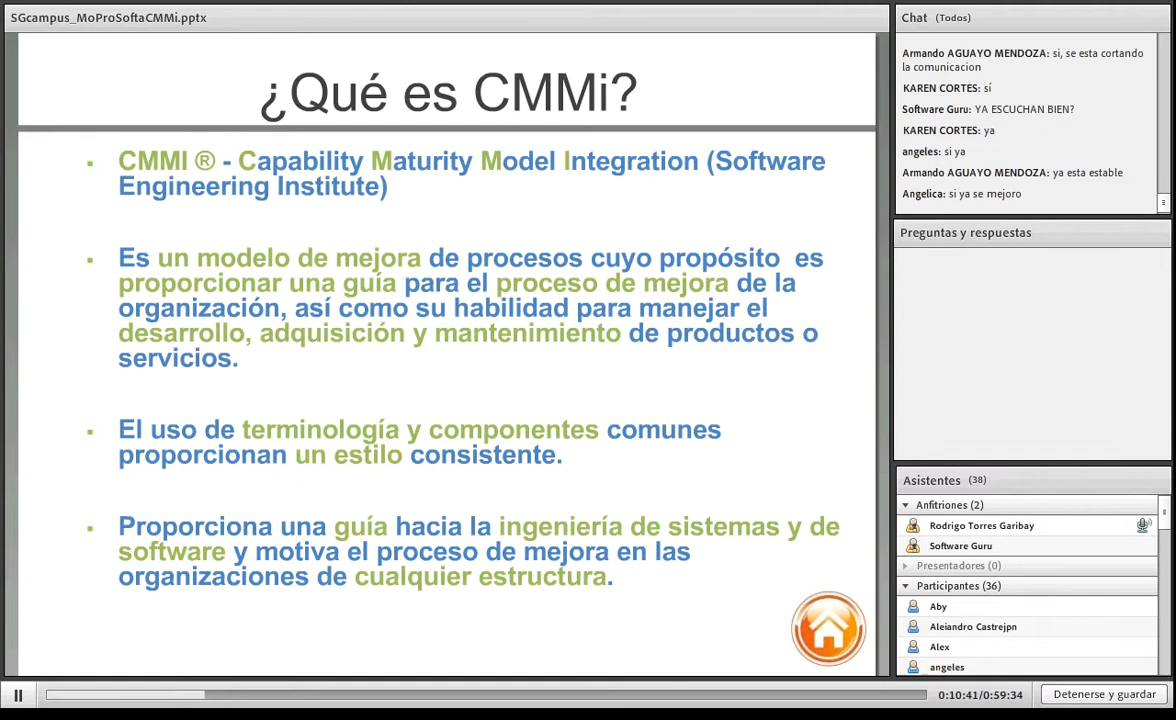 SGcampus_MoProSoftaCMMi.pptx
¿Qué es CMMi?
▪ CMMI ® - Capability Maturity Model Integration (Software
Engineering Institute)
▪ Es un modelo de mejora de procesos cuyo propósito es
proporcionar una guía para el proceso de mejora de la
organización, así como su habilidad para manejar el
desarrollo, adquisición y mantenimiento de productos o
servicios.
▪ El uso de terminología y componentes comunes
proporcionan un estilo consistente.
▪ Proporciona una guía hacia la ingeniería de sistemas y de
software y motiva el proceso de mejora en las
organizaciones de cualquier estructura.
Chat (Todos)
Armando AGUAYO MENDOZA: si, se esta cortando
la comunicacion
KAREN CORTES: sí
Software Guru: YA ESCUCHAN BIEN?
KAREN CORTES: ya
angeles: si ya
Armando AGUAYO MENDOZA: ya esta estable
Angelica: si ya se mejoro
Preguntas y respuestas
Asistentes (38)
Anfitriones (2)
Rodrigo Torres Garibay
Software Guru
Presentadores (0)
Participantes (36)
Aby
Alejandro Castrejpn
Alex
angeles
0:10:41/0:59:34
Detenerse y guardar